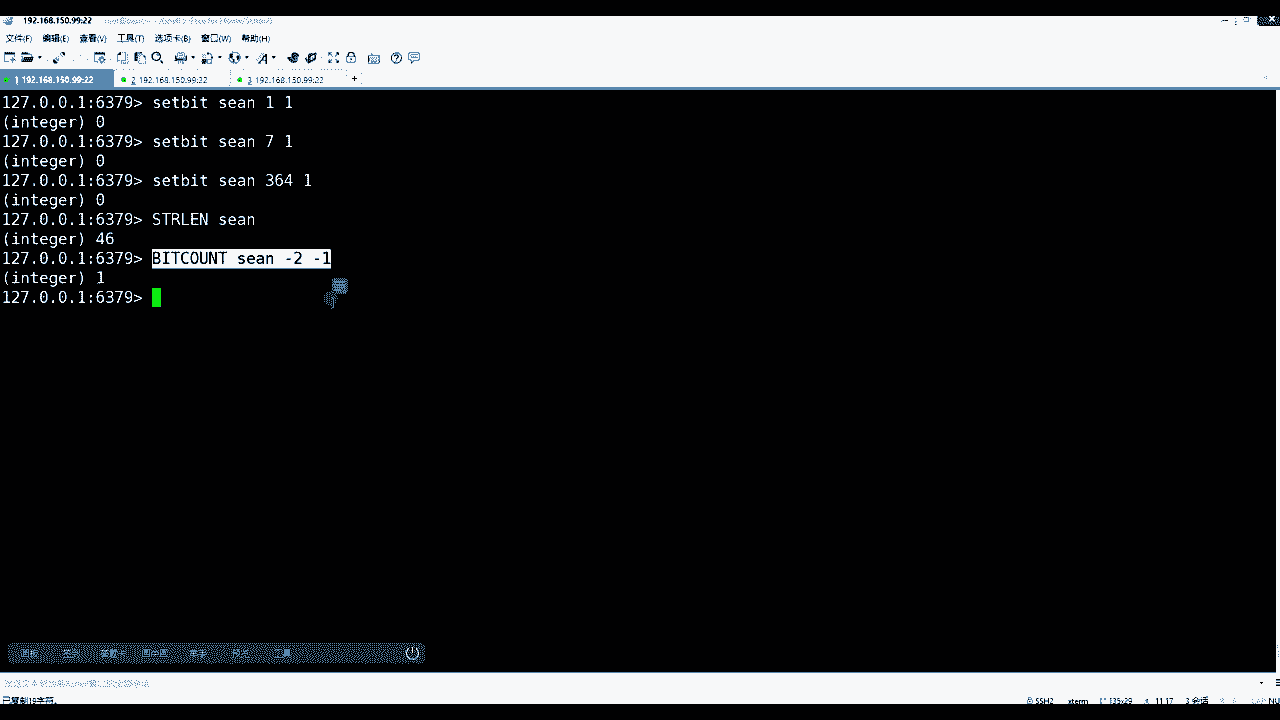 192.168.150.99:22
文件(F) 编辑(E) 查看(V) 工具(T) 选项卡(B) 窗口(W) 帮助(H)
1 192.168.150.99:22 2 192.168.150.99:22 3 192.168.150.99:22 +
127.0.0.1:6379> setbit sean 1 1
(integer) 0
127.0.0.1:6379> setbit sean 7 1
(integer) 0
127.0.0.1:6379> setbit sean 364 1
(integer) 0
127.0.0.1:6379> STRLEN sean
(integer) 46
127.0.0.1:6379> BITCOUNT sean -2 -1
(integer) 1
127.0.0.1:6379>
已复制19字符。 SSH2 xterm 135x29 11:17 3 会话